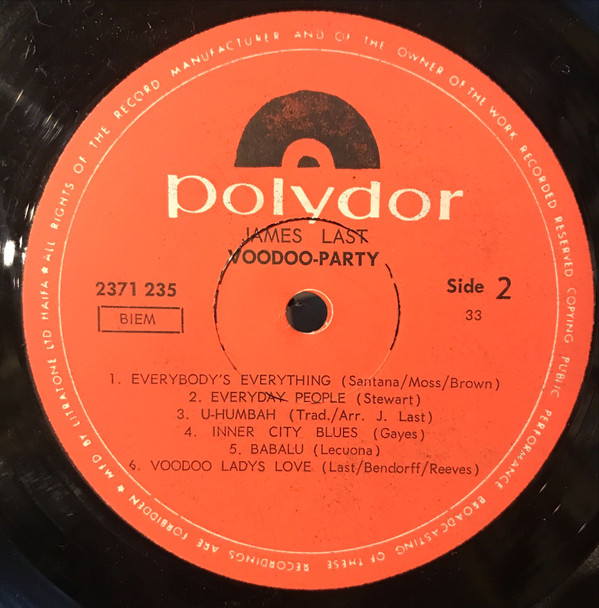 polydor
JAMES LAST
VOODOO-PARTY
2371 235
BIEM
Side 2
33
1. EVERYBODY'S EVERYTHING (Santana/Moss/Brown)
2. EVERYDAY PEOPLE (Stewart)
3. U-HUMBAH (Trad./Arr. J. Last)
4. INNER CITY BLUES (Gayes)
5. BABALU (Lecuona)
6. VOODOO LADYS LOVE (Last/Bendorff/Reeves)
MFD BY LITRATONE LTD HAIFA ★ ALL RIGHTS OF THE RECORD MANUFACTURER AND OF THE OWNER OF THE WORK RECORDED RESERVED COPYING PUBLIC PERFORMANCE BROADCASTING OF THESE RECORDINGS ARE FORBIDDEN ★